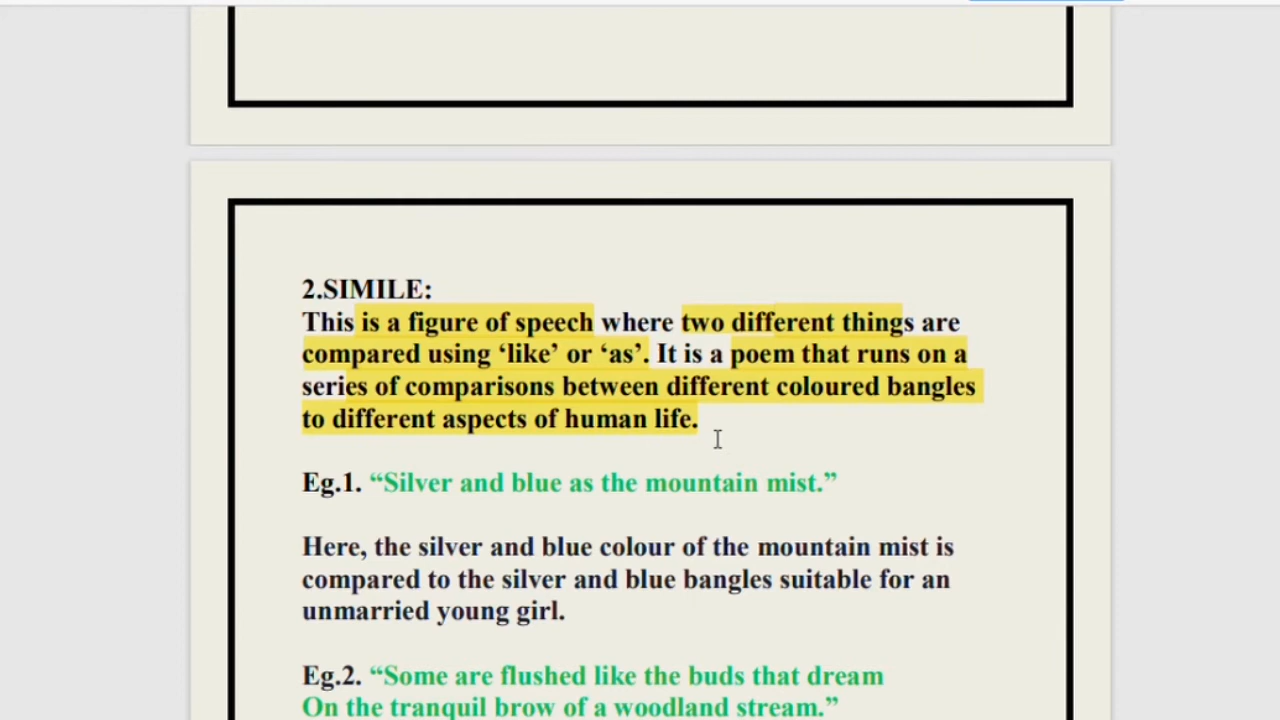 2.SIMILE:
This is a figure of speech where two different things are
compared using ‘like’ or ‘as’. It is a poem that runs on a
series of comparisons between different coloured bangles
to different aspects of human life.
Eg.1. “Silver and blue as the mountain mist.”
Here, the silver and blue colour of the mountain mist is
compared to the silver and blue bangles suitable for an
unmarried young girl.
Eg.2. “Some are flushed like the buds that dream
On the tranquil brow of a woodland stream.”